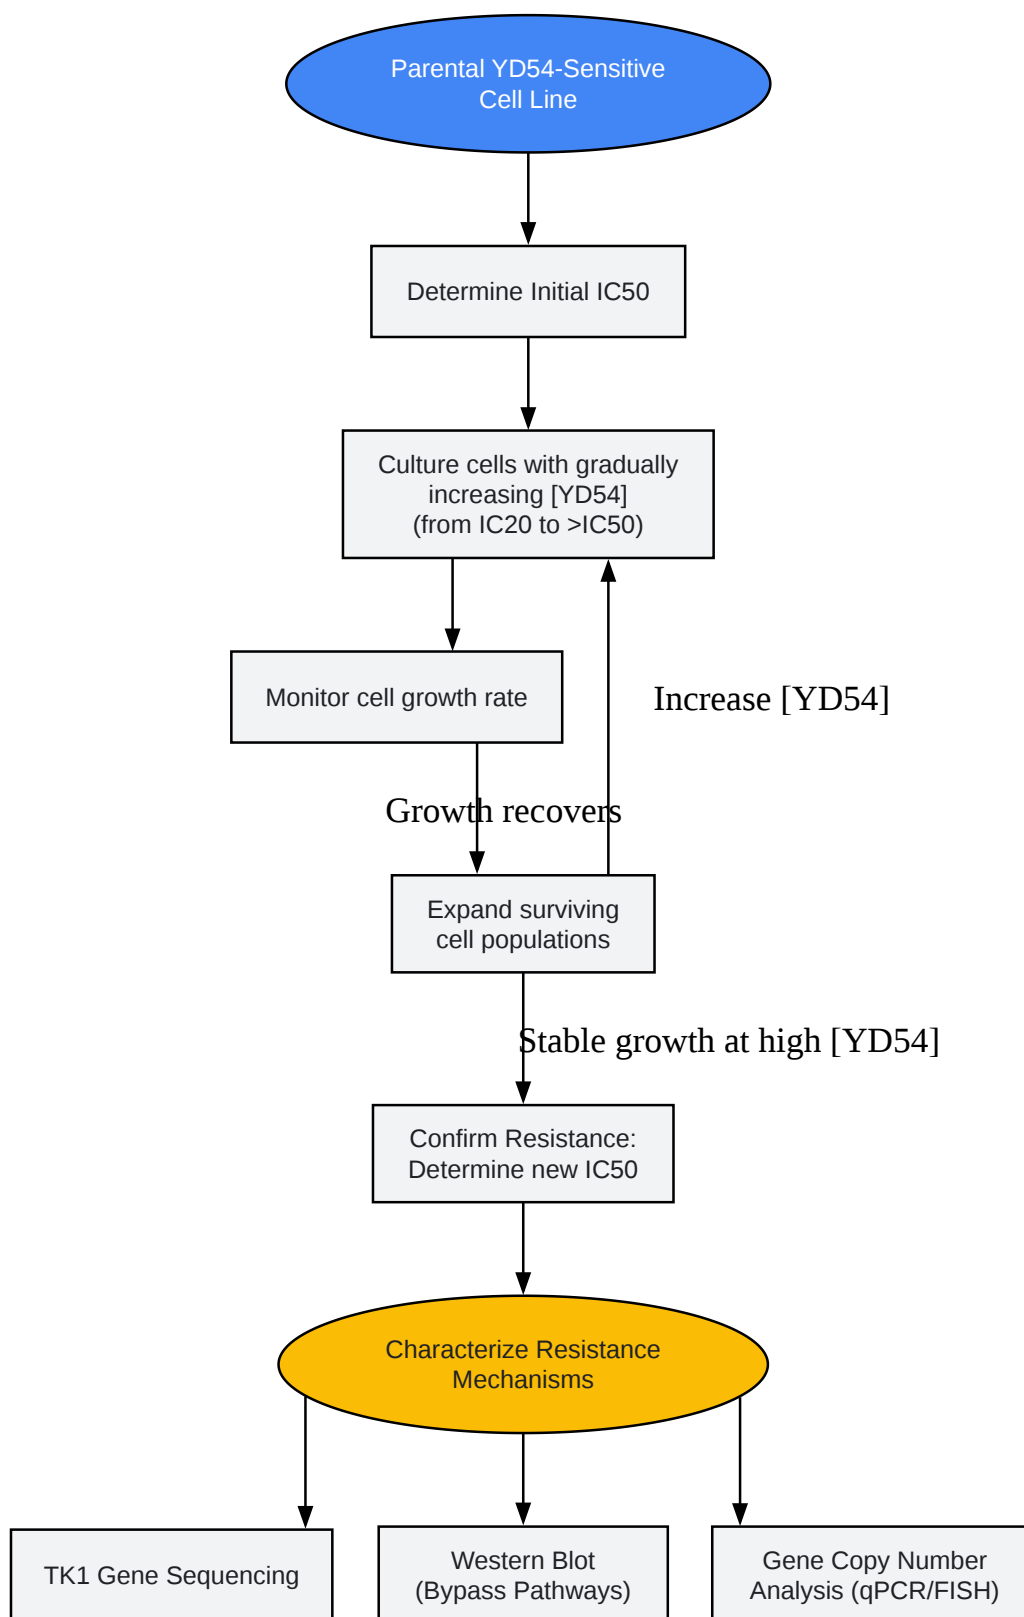 Parental YD54-Sensitive
Cell Line
Determine Initial IC50
Culture cells with gradually
increasing [YD54]
(from IC20 to >IC50)
Monitor cell growth rate
Increase [YD54]
Growth recovers
Expand surviving
cell populations
Stable growth at high [YD54]
Confirm Resistance:
Determine new IC50
Characterize Resistance
Mechanisms
TK1 Gene Sequencing
Western Blot
(Bypass Pathways)
Gene Copy Number
Analysis (qPCR/FISH)